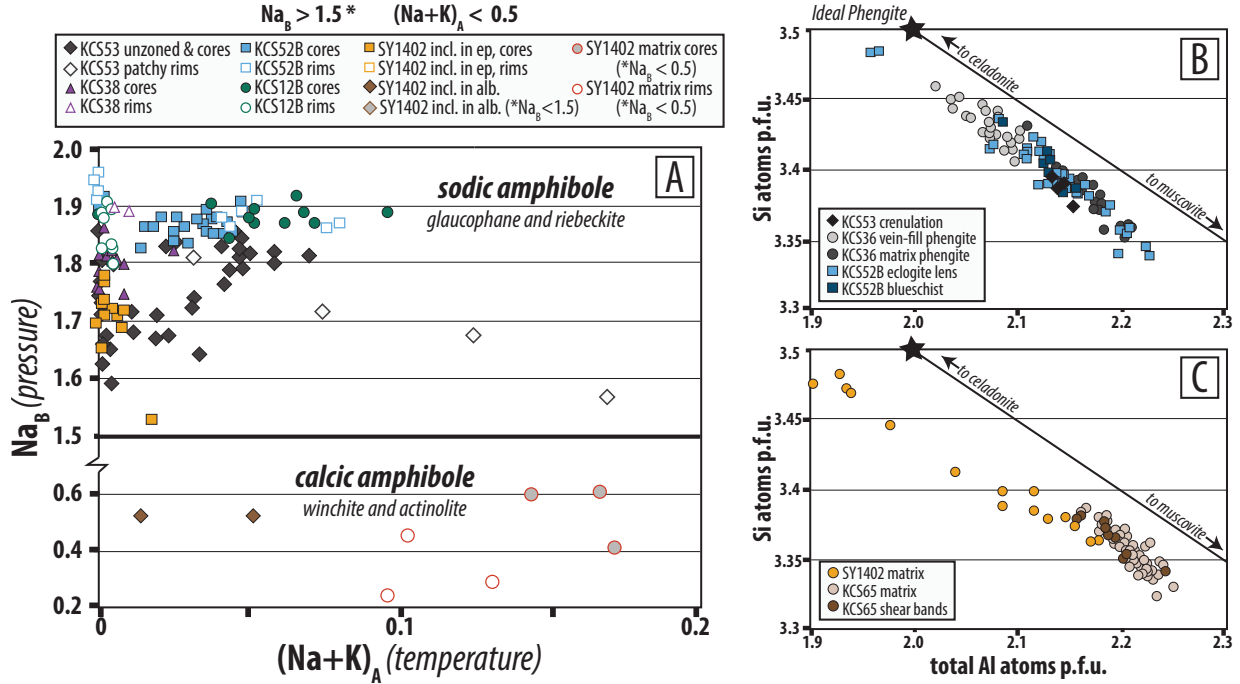 Na_B > 1.5 * (Na+K)_A < 0.5
KCS53 unzoned & cores
KCS53 patchy rims
KCS38 cores
KCS38 rims
KCS52B cores
KCS52B rims
KCS12B cores
KCS12B rims
SY1402 incl. in ep, cores
SY1402 incl. in ep, rims
SY1402 incl. in alb.
SY1402 incl. in alb. (*Na_B <1.5)
SY1402 matrix cores
(*Na_B < 0.5)
SY1402 matrix rims
(*Na_B < 0.5)
A
sodic amphibole
glaucophane and riebeckite
calcic amphibole
winchite and actinolite
2.0
1.9
1.8
1.7
1.6
1.5
0.6
0.4
0.2
Na_B (pressure)
0
0.1
0.2
(Na+K)_A (temperature)
Ideal Phengite
B
to celadonite
to muscovite
3.5
3.45
3.4
3.35
3.3
Si atoms p.f.u.
KCS53 crenulation
KCS36 vein-fill phengite
KCS36 matrix phengite
KCS52B eclogite lens
KCS52B blueschist
1.9
2.0
2.1
2.2
2.3
C
to celadonite
to muscovite
3.5
3.45
3.4
3.35
3.3
Si atoms p.f.u.
SY1402 matrix
KCS65 matrix
KCS65 shear bands
1.9
2.0
2.1
2.2
2.3
total Al atoms p.f.u.